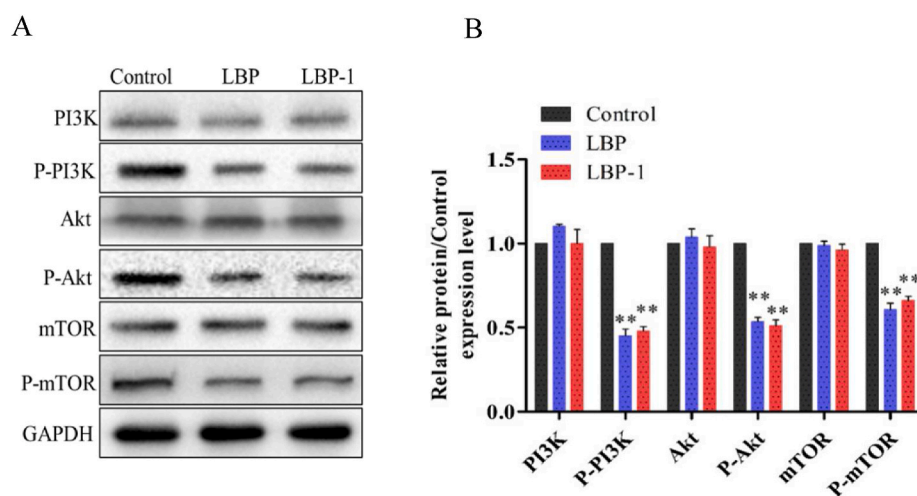 A
Control LBP LBP-1
PI3K
P-PI3K
Akt
P-Akt
mTOR
P-mTOR
GAPDH
B
Control
LBP
LBP-1
Relative protein/Control
expression level
1.5
1.0
0.5
0.0
** **
** **
** **
PI3K
P-PI3K
Akt
P-Akt
mTOR
P-mTOR